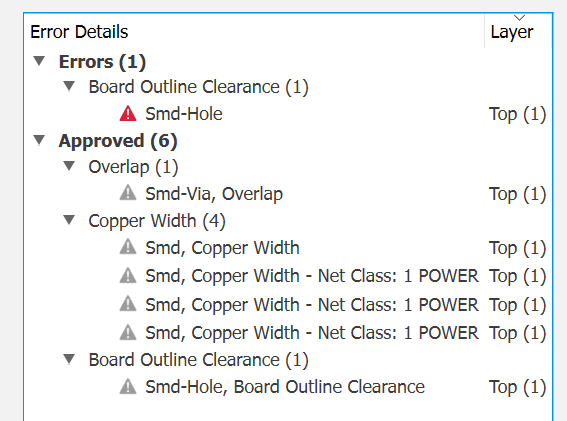 Error Details Layer
Errors (1)
Board Outline Clearance (1)
Smd-Hole Top (1)
Approved (6)
Overlap (1)
Smd-Via, Overlap Top (1)
Copper Width (4)
Smd, Copper Width Top (1)
Smd, Copper Width - Net Class: 1 POWER Top (1)
Smd, Copper Width - Net Class: 1 POWER Top (1)
Smd, Copper Width - Net Class: 1 POWER Top (1)
Board Outline Clearance (1)
Smd-Hole, Board Outline Clearance Top (1)